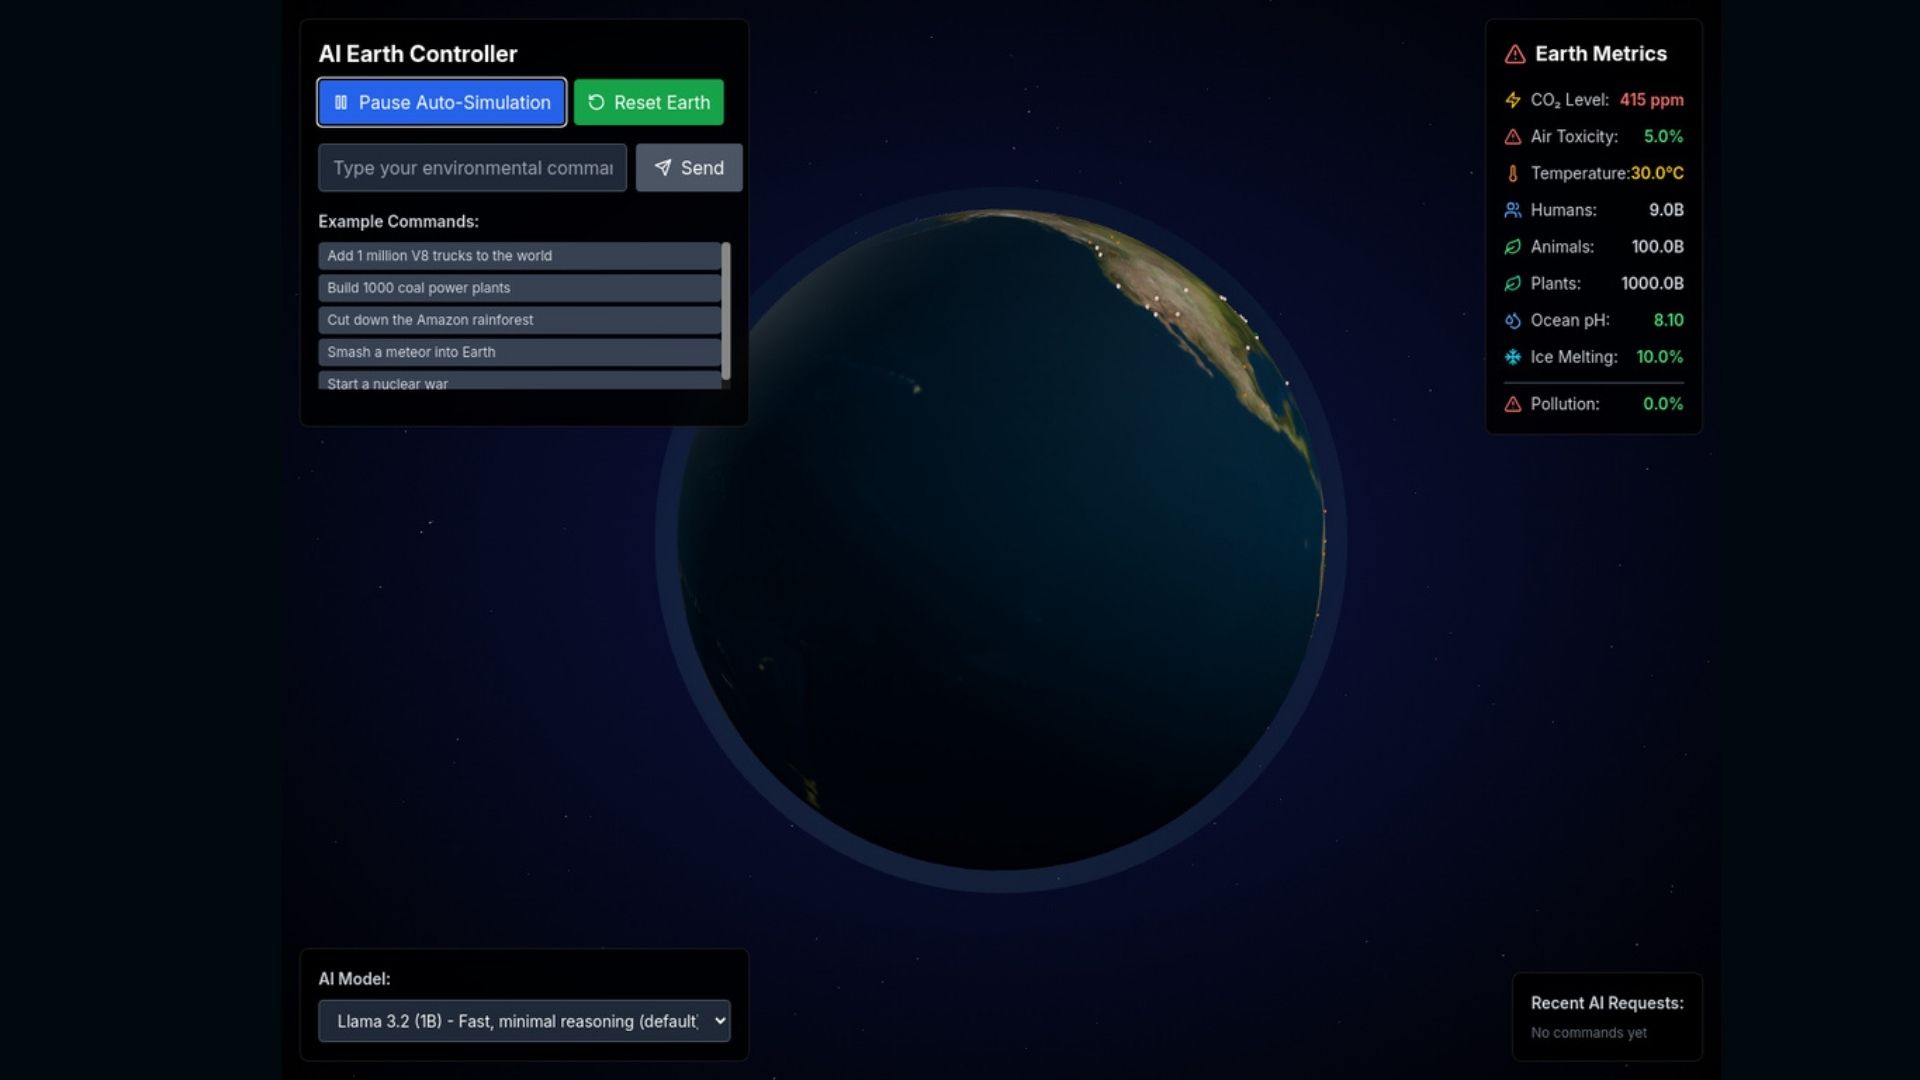 AI Earth Controller
Pause Auto-Simulation
Reset Earth
Type your environmental comma
Send
Example Commands:
Add 1 million V8 trucks to the world
Build 1000 coal power plants
Cut down the Amazon rainforest
Smash a meteor into Earth
Start a nuclear war
Earth Metrics
CO₂ Level: 415 ppm
Air Toxicity: 5.0%
Temperature: 30.0°C
Humans: 9.0B
Animals: 100.0B
Plants: 1000.0B
Ocean pH: 8.10
Ice Melting: 10.0%
Pollution: 0.0%
AI Model:
Llama 3.2 (1B) - Fast, minimal reasoning (default
Recent AI Requests:
No commands yet